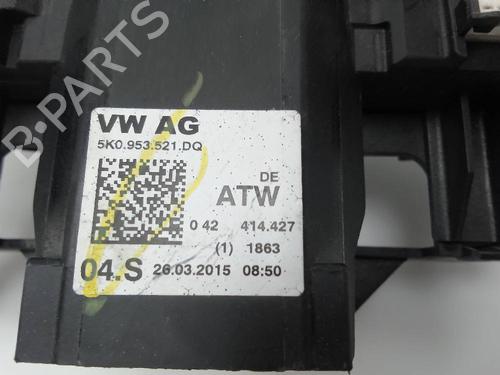 VW AG
5K0.953.521.DQ
DE
ATW
0 42 414.427
(1) 1863
04.S 26.03.2015 08:50
B-PARTS